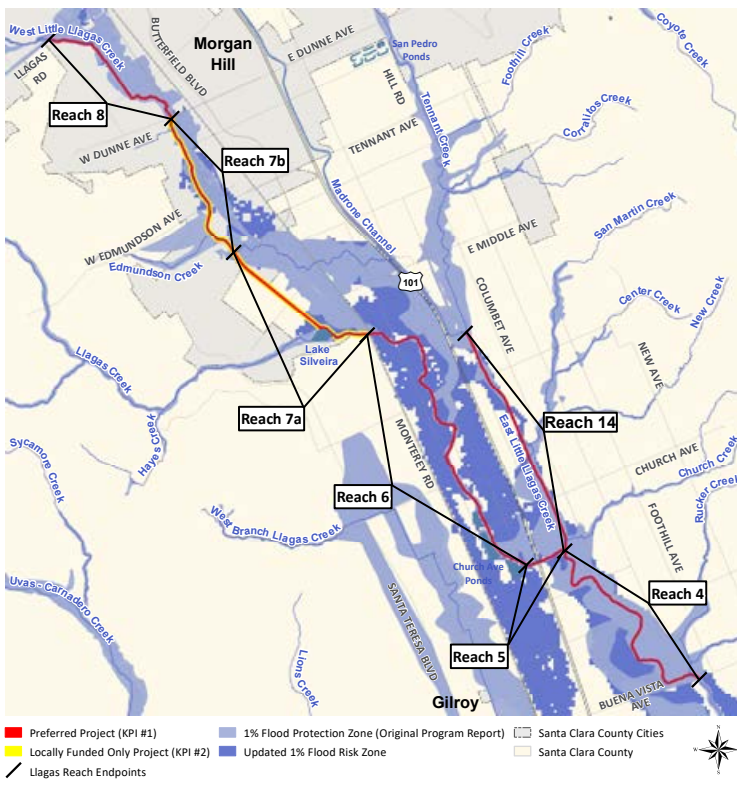 West Little Llagas Creek
LLAGAS
RD
BUTTERFIELD BLVD
Morgan
Hill
E DUNNE AVE
San Pedro
Ponds
HILL RD
Foothill Creek
Coyote Creek
Reach 8
W DUNNE AVE
Tennant Creek
TENNANT AVE
Corralitos Creek
Reach 7b
Madrone Channel
W EDMUNDSON AVE
Edmundson Creek
E MIDDLE AVE
San Martin Creek
101
COLUMBET AVE
Center Creek
New Creek
Llagas Creek
Lake
Silveira
NEW AVE
Reach 7a
Hayes Creek
MONTEREY RD
Reach 14
East Little Llagas Creek
CHURCH AVE
Church Creek
Sycamore Creek
Reach 6
Rucker Creek
West Branch Llagas Creek
FOOTHILL AVE
Church Ave
Ponds
Uvas - Carnadero Creek
SANTA TERESA BLVD
Reach 4
Lions Creek
Reach 5
Gilroy
BUENA VISTA
AVE
Preferred Project (KPI #1)
Locally Funded Only Project (KPI #2)
Llagas Reach Endpoints
1% Flood Protection Zone (Original Program Report)
Updated 1% Flood Risk Zone
Santa Clara County Cities
Santa Clara County
N
W
E
S